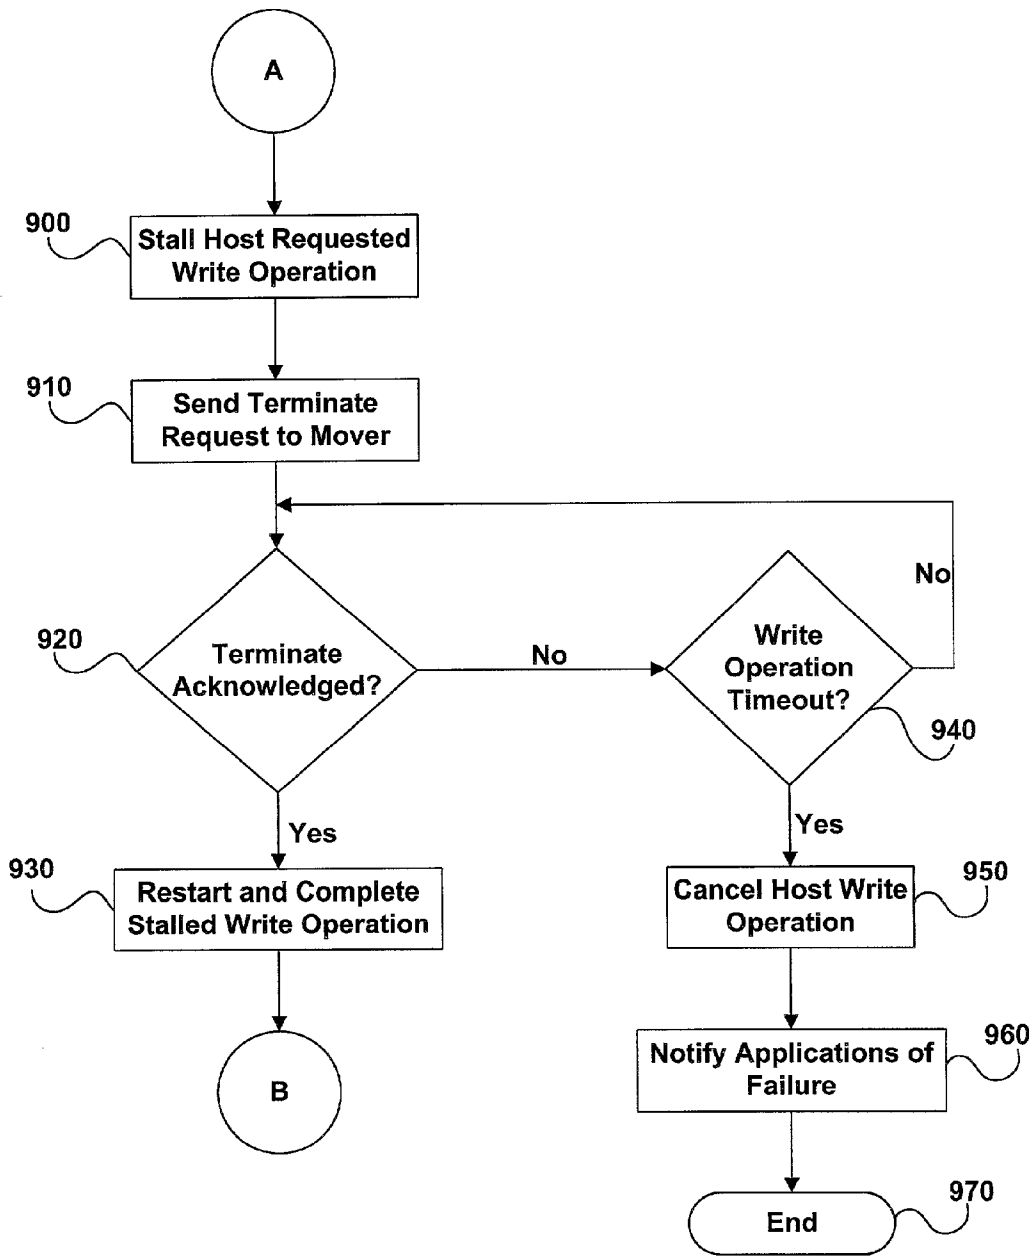 A
900
Stall Host Requested
Write Operation
910
Send Terminate
Request to Mover
No
920
Terminate
Acknowledged?
No
Write
Operation
Timeout?
940
Yes
Yes
930
Restart and Complete
Stalled Write Operation
Cancel Host Write
Operation
950
B
Notify Applications of
Failure
960
End
970